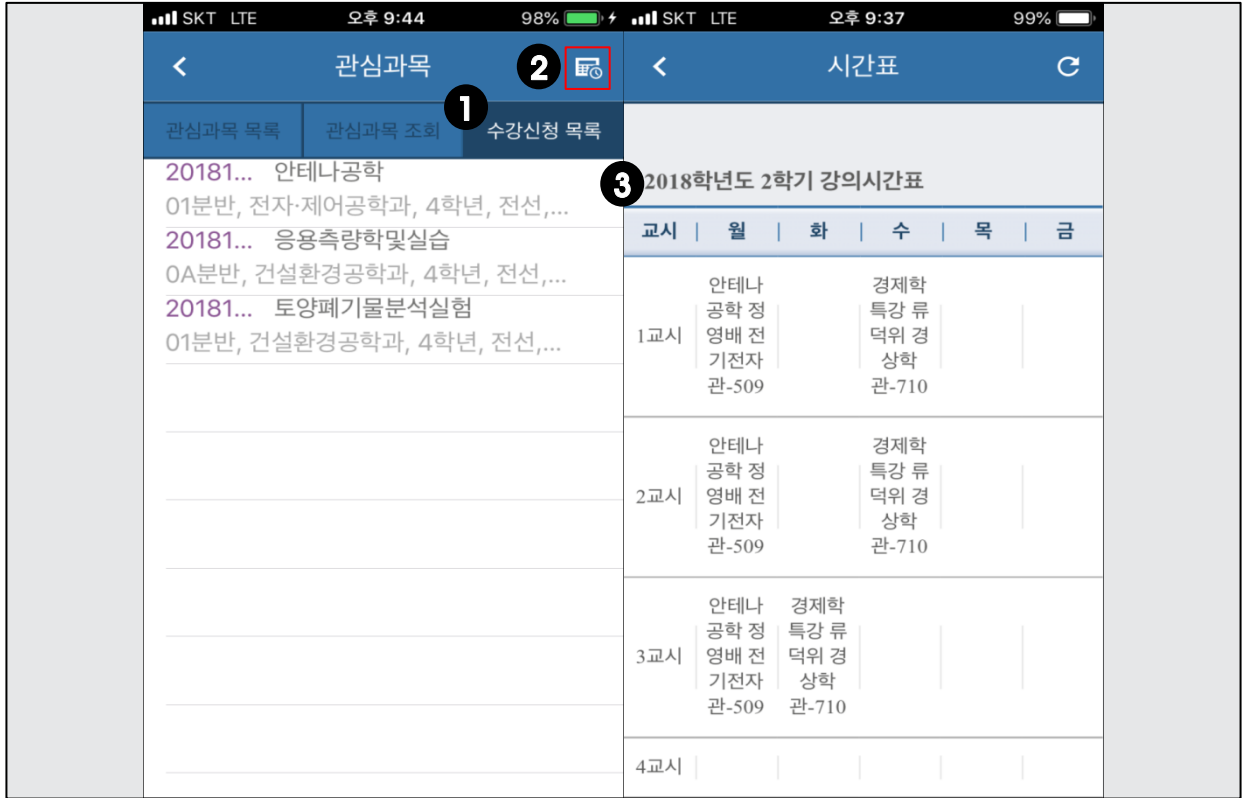 SKT LTE 오후 9:44 98%
관심과목 2
1
관심과목 목록 관심과목 조회 수강신청 목록
20181... 안테나공학
01분반, 전자·제어공학과, 4학년, 전선,...
20181... 응용측량학및실습
0A분반, 건설환경공학과, 4학년, 전선,...
20181... 토양폐기물분석실험
01분반, 건설환경공학과, 4학년, 전선,...
SKT LTE 오후 9:37 99%
시간표
3 2018학년도 2학기 강의시간표
교시 | 월 | 화 | 수 | 목 | 금
1교시
안테나
공학 정
영배 전
기전자
관-509
경제학
특강 류
덕위 경
상학
관-710
2교시
안테나
공학 정
영배 전
기전자
관-509
경제학
특강 류
덕위 경
상학
관-710
3교시
안테나
공학 정
영배 전
기전자
관-509
경제학
특강 류
덕위 경
상학
관-710
4교시